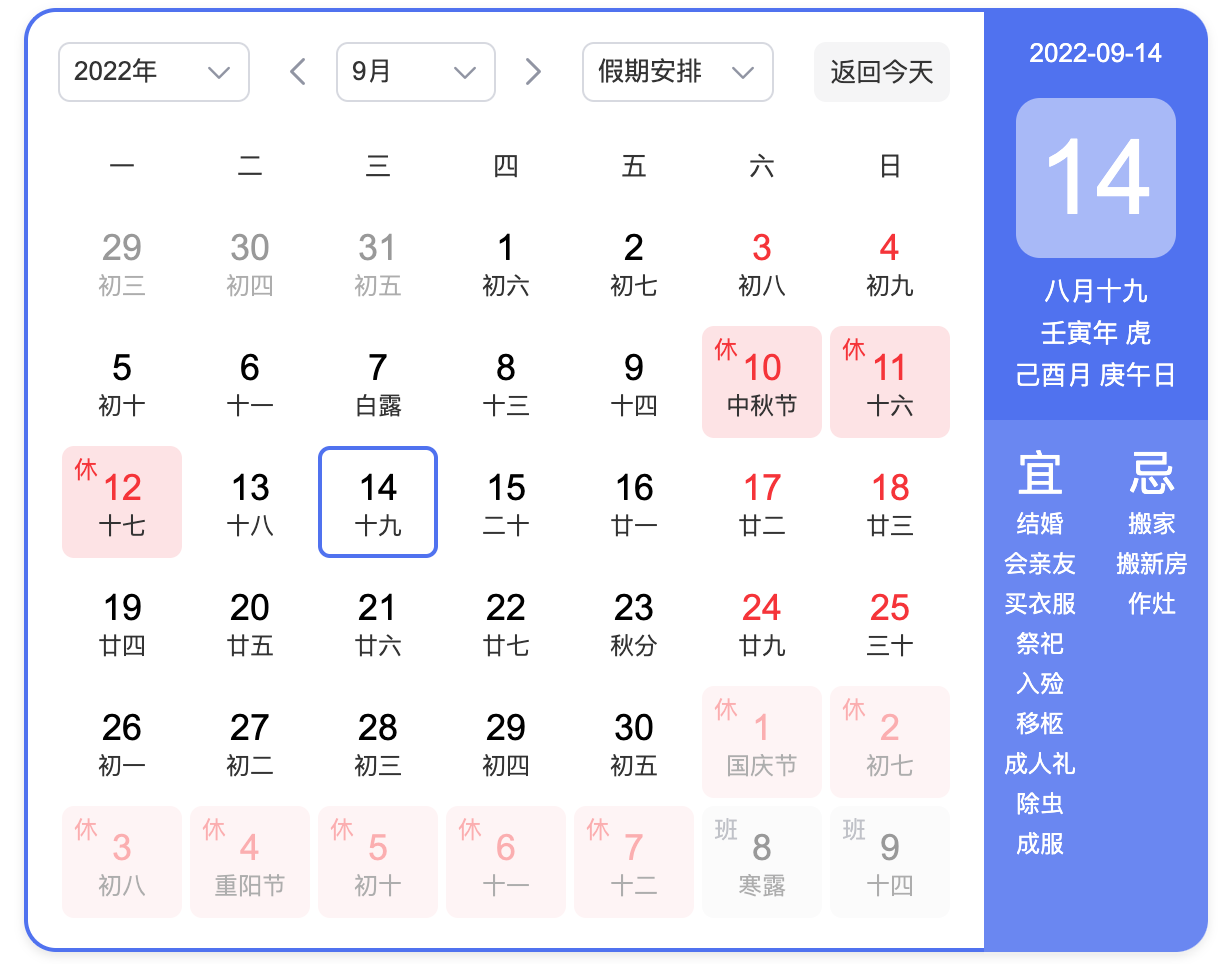 2022年 9月 假期安排 返回今天
一 二 三 四 五 六 日
29 30 31 1 2 3 4
初三 初四 初五 初六 初七 初八 初九
休 休
5 6 7 8 9 10 11
初十 十一 白露 十三 十四 中秋节 十六
休
12 13 14 15 16 17 18
十七 十八 十九 二十 廿一 廿二 廿三
19 20 21 22 23 24 25
廿四 廿五 廿六 廿七 秋分 廿九 三十
休 休
26 27 28 29 30 1 2
初一 初二 初三 初四 初五 国庆节 初七
休 休 休 休 休 班 班
3 4 5 6 7 8 9
初八 重阳节 初十 十一 十二 寒露 十四
2022-09-14
14
八月十九
壬寅年 虎
己酉月 庚午日
宜 忌
结婚 搬家
会亲友 搬新房
买衣服 作灶
祭祀
入殓
移柩
成人礼
除虫
成服